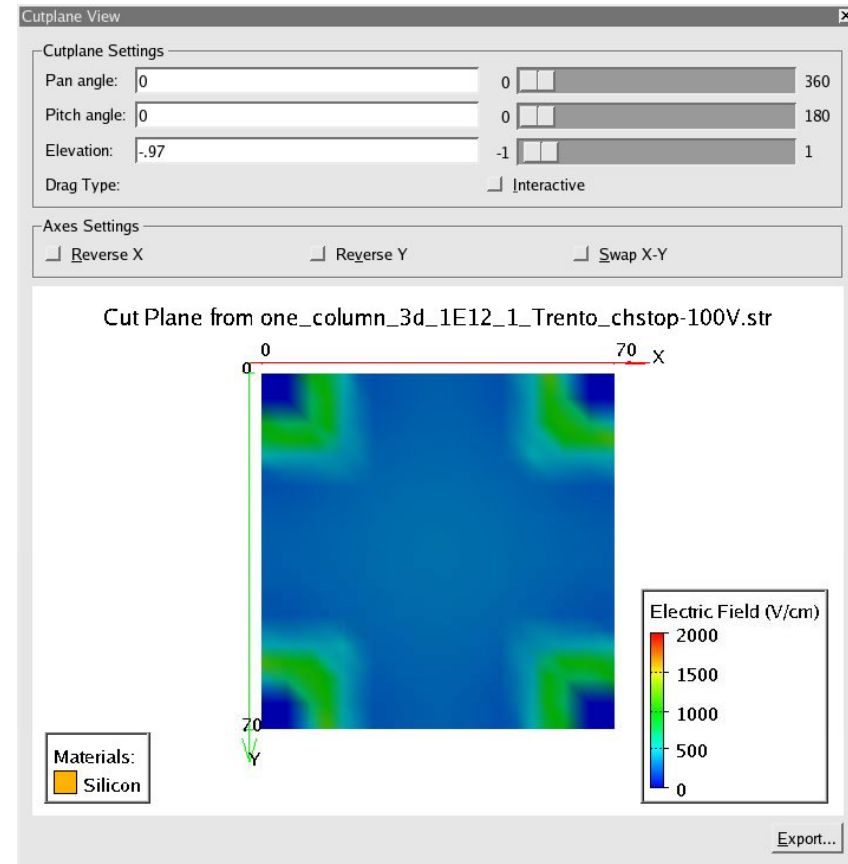 Cutplane View
Cutplane Settings
Pan angle: 0 0 360
Pitch angle: 0 0 180
Elevation: -.97 -1 1
Drag Type: Interactive
Axes Settings
Reverse X Reverse Y Swap X-Y
Cut Plane from one_column_3d_1E12_1_Trento_chstop-100V.str
0 70 X
0
70
Y
Electric Field (V/cm)
2000
1500
1000
500
0
Materials:
Silicon
Export...